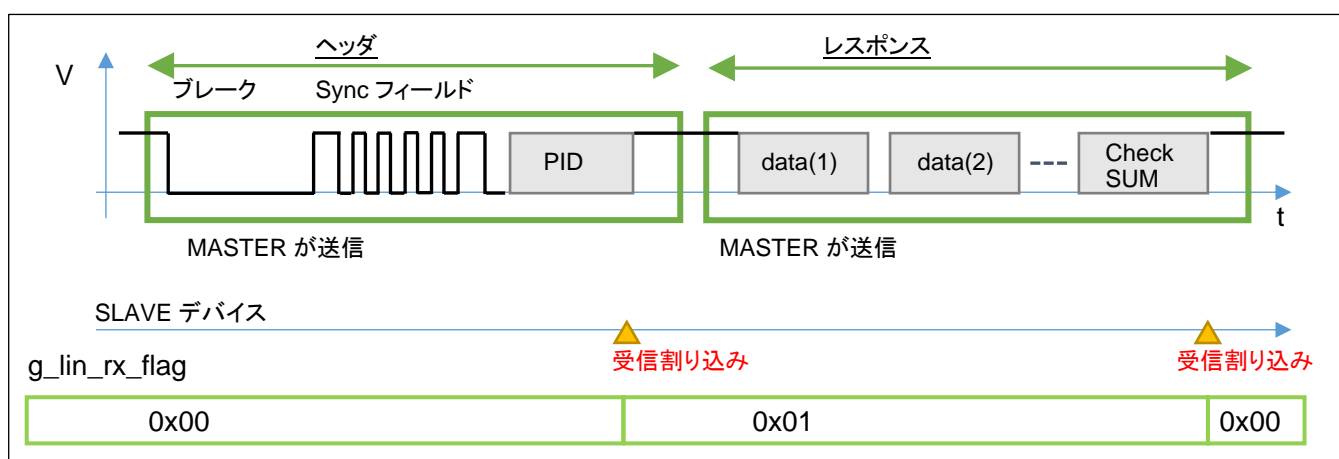 ヘッダ
レスポンス
V
ブレーク
Sync フィールド
PID
data(1)
data(2)
Check
SUM
t
MASTER が送信
MASTER が送信
SLAVE デバイス
受信割り込み
受信割り込み
g_lin_rx_flag
0x00
0x01
0x00